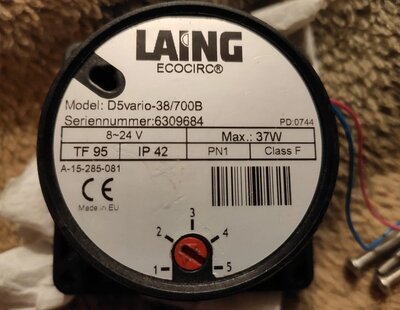 LAING
ECOCIRC®
Model: D5vario-38/700B
Seriennummer: 6309684
PD:0744
8~24 V Max.: 37W
TF 95 IP 42 PN1 Class F
A-15-285-081
CE
Made in EU
1 2 3 4 5